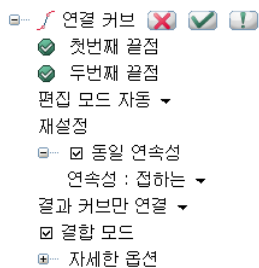 연결 커브
첫번째 끝점
두번째 끝점
편집 모드 자동
재설정
동일 연속성
연속성 : 접하는
결과 커브만 연결
결합 모드
자세한 옵션